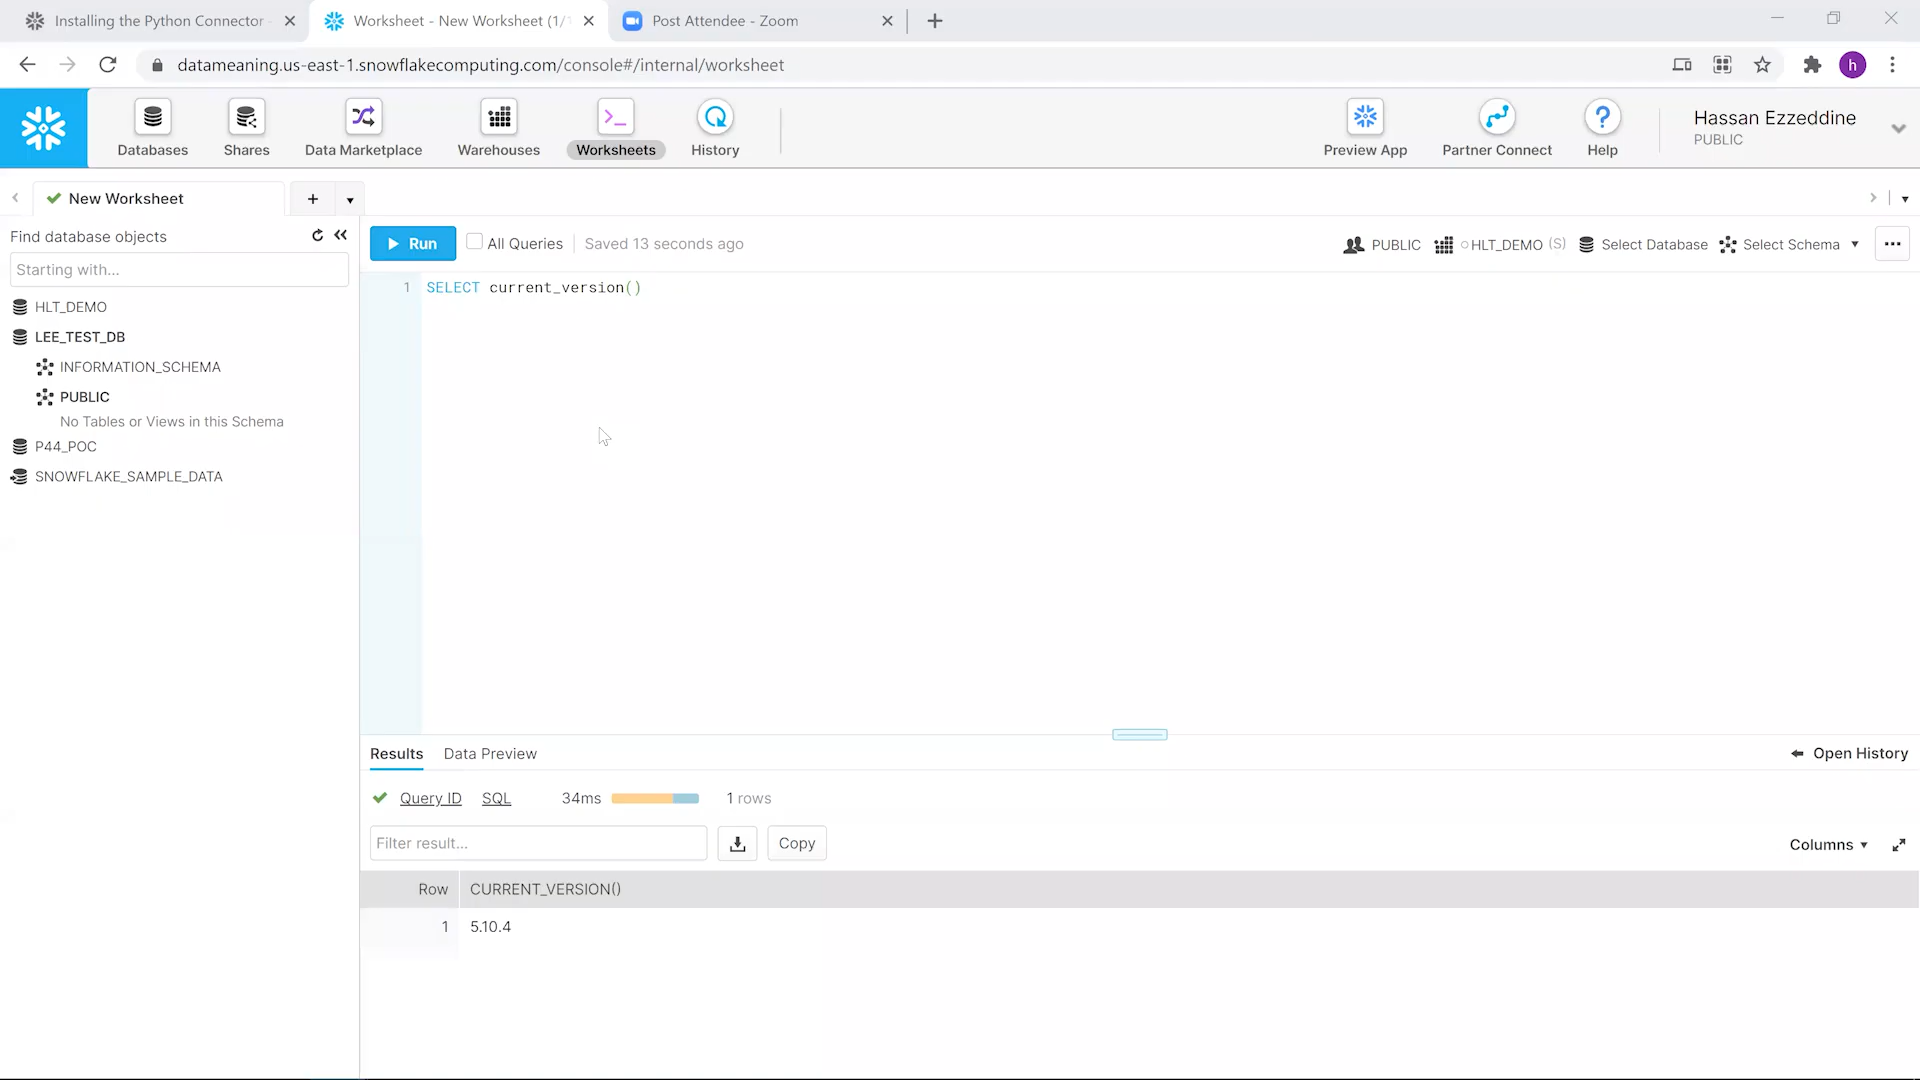 Installing the Python Connector
Worksheet - New Worksheet (1/
Post Attendee - Zoom
datameaning.us-east-1.snowflakecomputing.com/console#/internal/worksheet
h
Databases
Shares
Data Marketplace
Warehouses
Worksheets
History
Preview App
Partner Connect
Help
Hassan Ezzeddine
PUBLIC
New Worksheet
Find database objects
Starting with...
HLT_DEMO
LEE_TEST_DB
INFORMATION_SCHEMA
PUBLIC
No Tables or Views in this Schema
P44_POC
SNOWFLAKE_SAMPLE_DATA
Run
All Queries
Saved 13 seconds ago
PUBLIC
HLT_DEMO (S)
Select Database
Select Schema
1 SELECT current_version()
Results
Data Preview
Open History
Query ID
SQL
34ms
1 rows
Filter result...
Copy
Columns
Row CURRENT_VERSION()
1 5.10.4